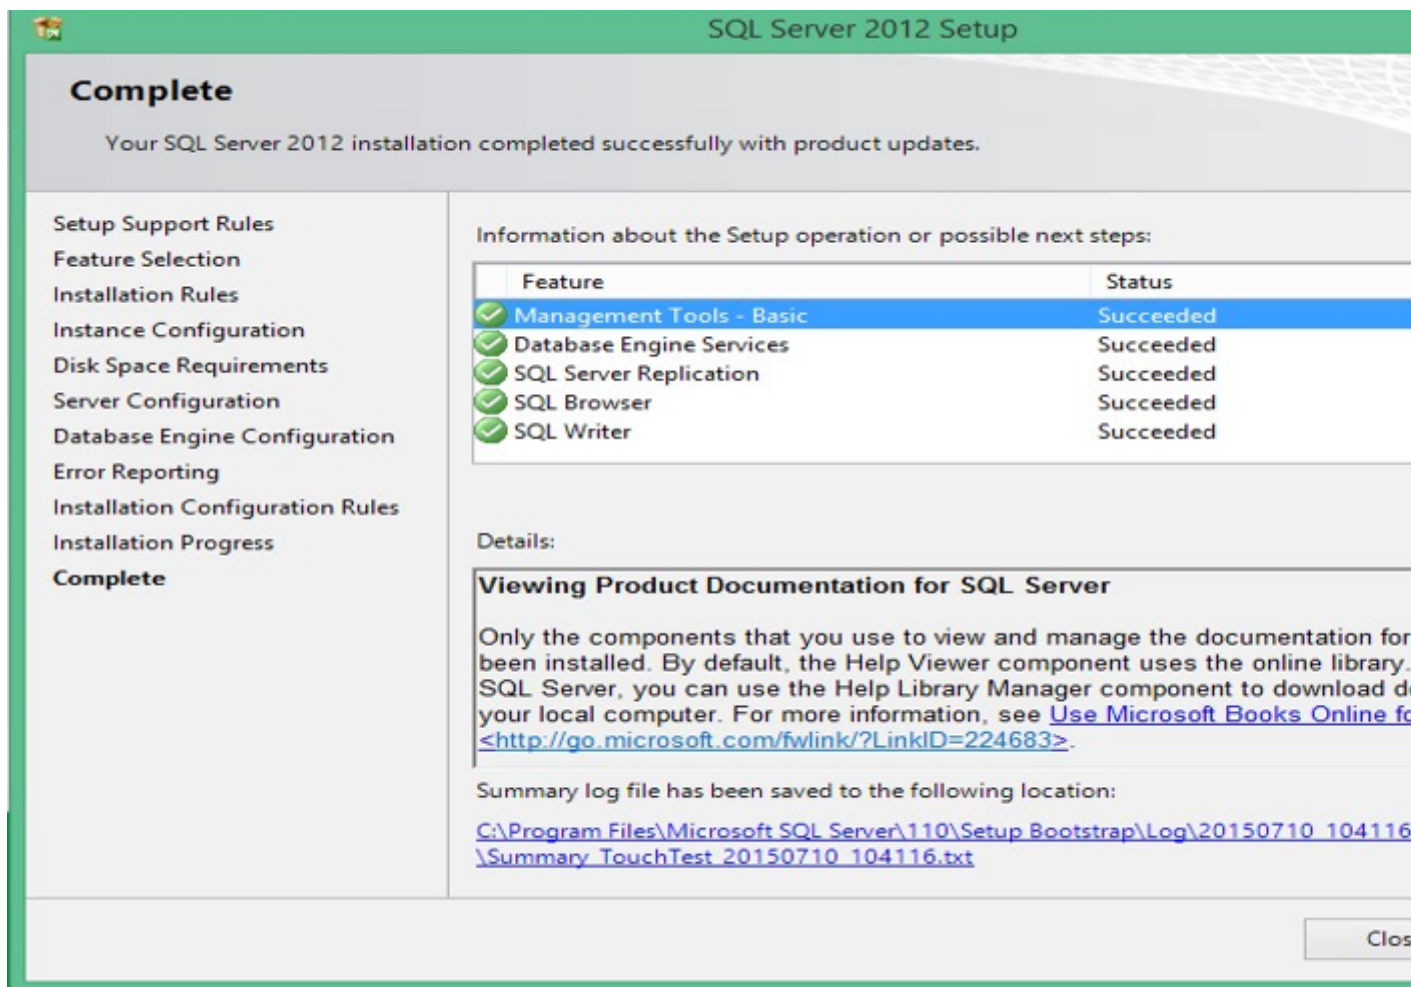 SQL Server 2012 Setup
Complete
Your SQL Server 2012 installation completed successfully with product updates.
Setup Support Rules
Feature Selection
Installation Rules
Instance Configuration
Disk Space Requirements
Server Configuration
Database Engine Configuration
Error Reporting
Installation Configuration Rules
Installation Progress
Complete
Information about the Setup operation or possible next steps:
Feature Status
Management Tools - Basic Succeeded
Database Engine Services Succeeded
SQL Server Replication Succeeded
SQL Browser Succeeded
SQL Writer Succeeded
Details:
Viewing Product Documentation for SQL Server
Only the components that you use to view and manage the documentation for
been installed. By default, the Help Viewer component uses the online library.
SQL Server, you can use the Help Library Manager component to download
your local computer. For more information, see Use Microsoft Books Online
<http://go.microsoft.com/fwlink/?LinkID=224683>.
Summary log file has been saved to the following location:
C:\Program Files\Microsoft SQL Server\110\Setup Bootstrap\Log\20150710_104116
\Summary_TouchTest_20150710_104116.txt